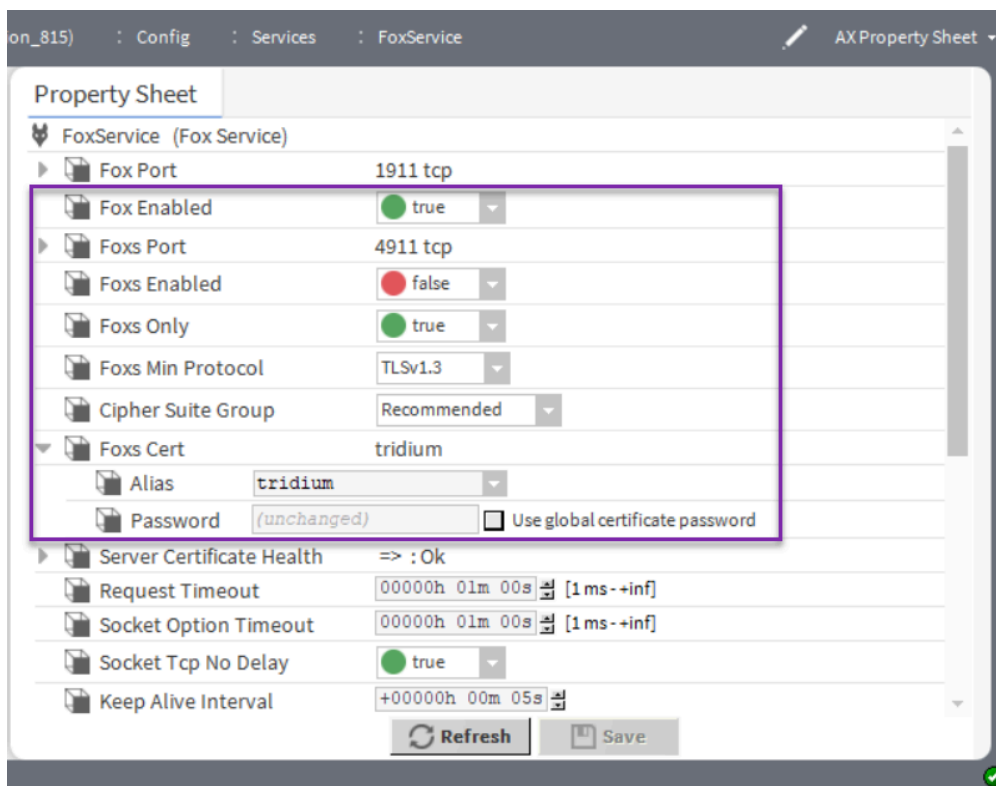 on_815) : Config : Services : FoxService AX Property Sheet
Property Sheet
FoxService (Fox Service)
Fox Port 1911 tcp
Fox Enabled true
Foxs Port 4911 tcp
Foxs Enabled false
Foxs Only true
Foxs Min Protocol TLSv1.3
Cipher Suite Group Recommended
Foxs Cert tridium
Alias tridium
Password (unchanged) Use global certificate password
Server Certificate Health => : Ok
Request Timeout 00000h 01m 00s [1 ms - +inf]
Socket Option Timeout 00000h 01m 00s [1 ms - +inf]
Socket Tcp No Delay true
Keep Alive Interval +00000h 00m 05s
Refresh Save